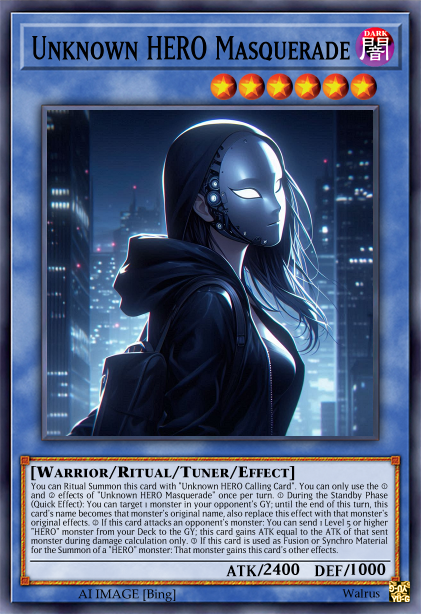 UNKNOWN HERO MASQUERADE
DARK
闇
[WARRIOR/RITUAL/TUNER/EFFECT]
You can Ritual Summon this card with "Unknown HERO Calling Card". You can only use the ①
and ② effects of "Unknown HERO Masquerade" once per turn. ① During the Standby Phase
(Quick Effect): You can target 1 monster in your opponent's GY; until the end of this turn, this
card's name becomes that monster's original name, also replace this effect with that monster's
original effects. ② If this card attacks an opponent's monster: You can send 1 Level 5 or higher
"HERO" monster from your Deck to the GY; this card gains ATK equal to the ATK of that sent
monster during damage calculation only. ③ If this card is used as Fusion or Synchro Material
for the Summon of a "HERO" monster: That monster gains this card's other effects.
ATK/2400 DEF/1000
AI IMAGE [Bing] Walrus